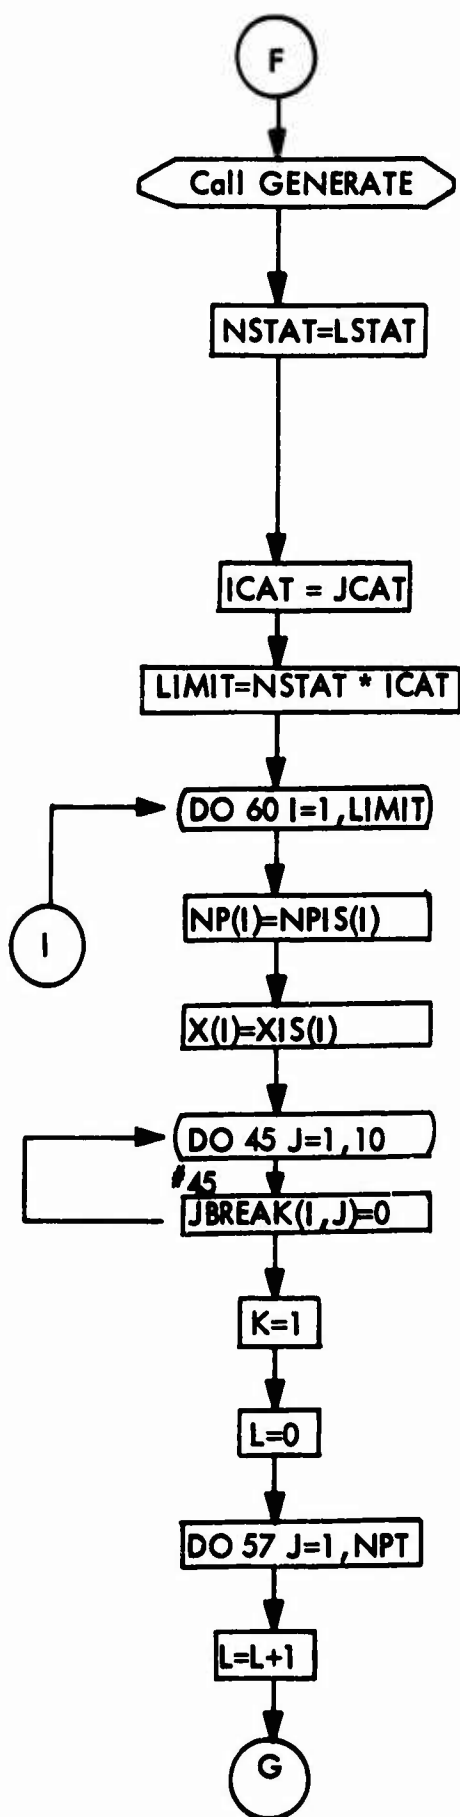 F
Call GENERATE
NSTAT=LSTAT
ICAT = JCAT
LIMIT=NSTAT * ICAT
DO 60 I=1,LIMIT
I
NP(I)=NPIS(I)
X(I)=XIS(I)
DO 45 J=1,10
#45
JBREAK(I,J)=0
K=1
L=0
DO 57 J=1,NPT
L=L+1
G